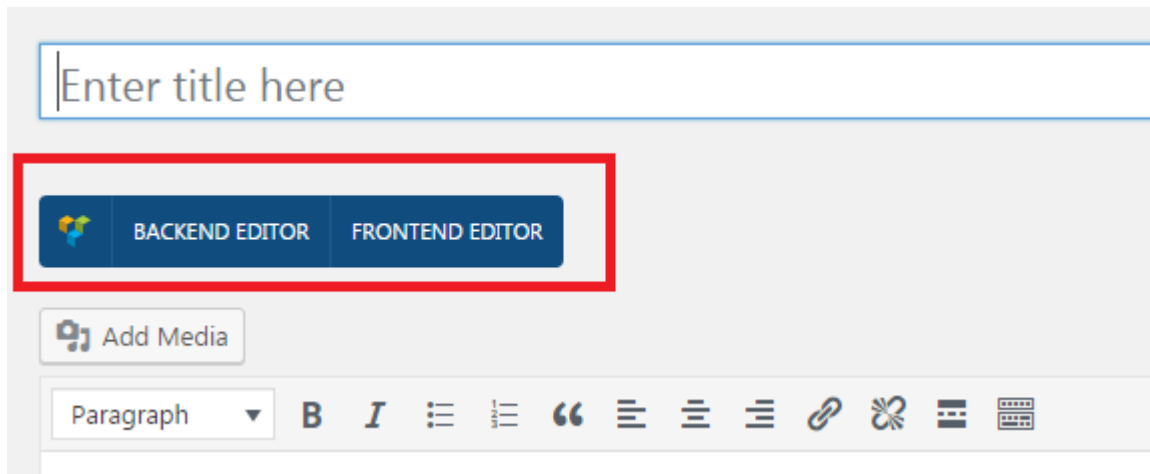 Enter title here
BACKEND EDITOR FRONTEND EDITOR
Add Media
Paragraph B I